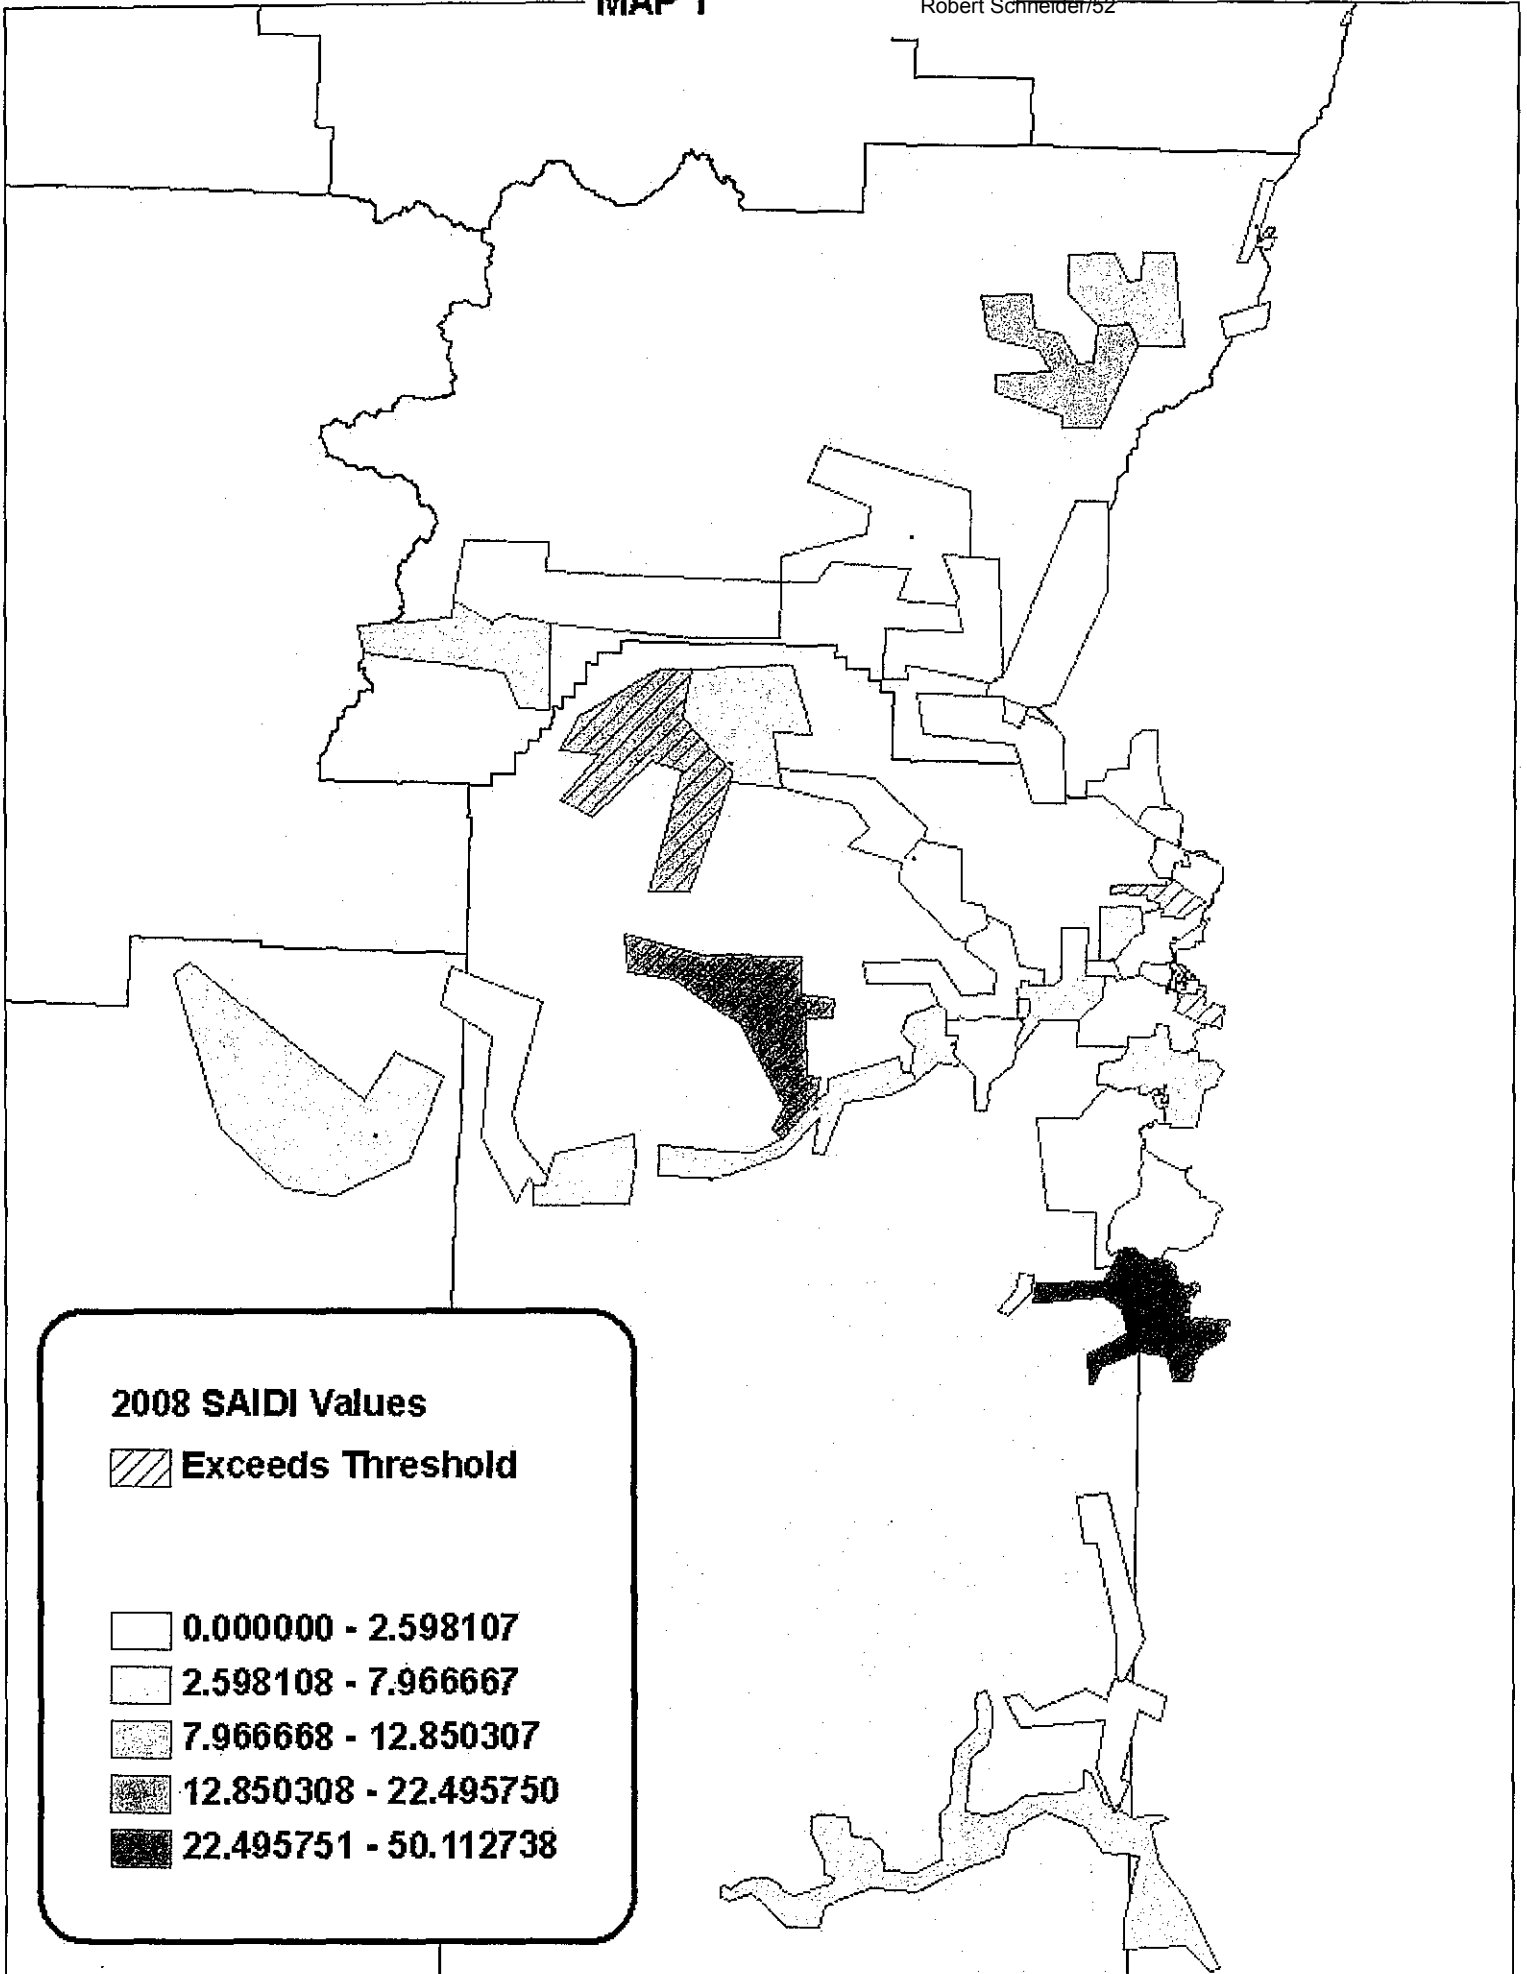 MAP 1
Robert Schneider/52
2008 SAIDI Values
Exceeds Threshold
0.000000 - 2.598107
2.598108 - 7.966667
7.966668 - 12.850307
12.850308 - 22.495750
22.495751 - 50.112738